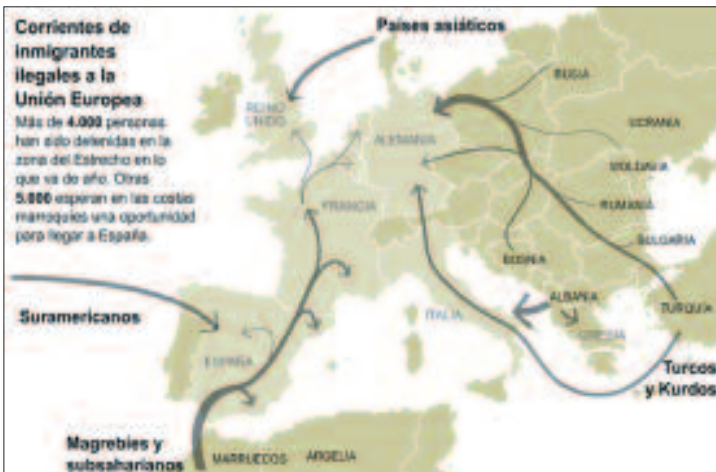 Corrientes de
inmigrantes
ilegales a la
Unión Europea
Más de 4.000 personas
han sido detenidas en la
zona del Estrecho en lo
que va de año. Otras
5.000 esperan en las costas
marroquíes una oportunidad
para llegar a España.
Países asiáticos
REINO
UNIDO
ALEMANIA
RUSIA
UCRANIA
MOLDAVIA
RUMANIA
BULGARIA
FRANCIA
BOSNIA
ALBANIA
TURQUÍA
ITALIA
GRECIA
Suramericanos
ESPAÑA
Turcos
y Kurdos
Magrebíes y
subsaharianos
MARRUECOS
ARGELIA